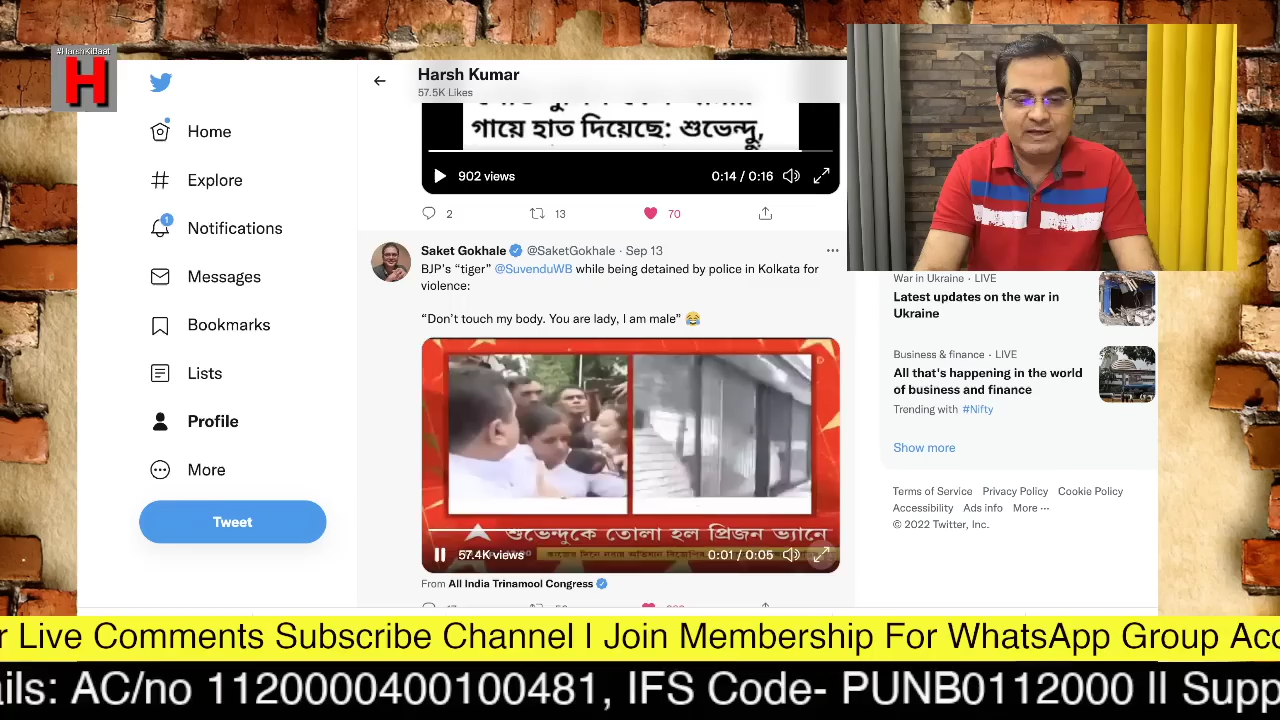 #HarshKiBaat
H
Harsh Kumar
57.5K Likes
Home
Explore
1
Notifications
Messages
Bookmarks
Lists
Profile
More
Tweet
গায়ে হাত দিয়েছে: শুভেন্দু,
902 views
0:14 / 0:16
2
13
70
Saket Gokhale @SaketGokhale · Sep 13
BJP's “tiger” @SuvenduWB while being detained by police in Kolkata for
violence:
“Don't touch my body. You are lady, I am male” 😂
শুভেন্দুকে তোলা হল প্রিজন ভ্যানে
57.4K views
0:01 / 0:05
From All India Trinamool Congress
War in Ukraine · LIVE
Latest updates on the war in
Ukraine
Business & finance · LIVE
All that's happening in the world
of business and finance
Trending with #Nifty
Show more
Terms of Service Privacy Policy Cookie Policy
Accessibility Ads info More ···
© 2022 Twitter, Inc.
r Live Comments Subscribe Channel I Join Membership For WhatsApp Group Acc
ails: AC/no 1120000400100481, IFS Code- PUNB0112000 II Supp